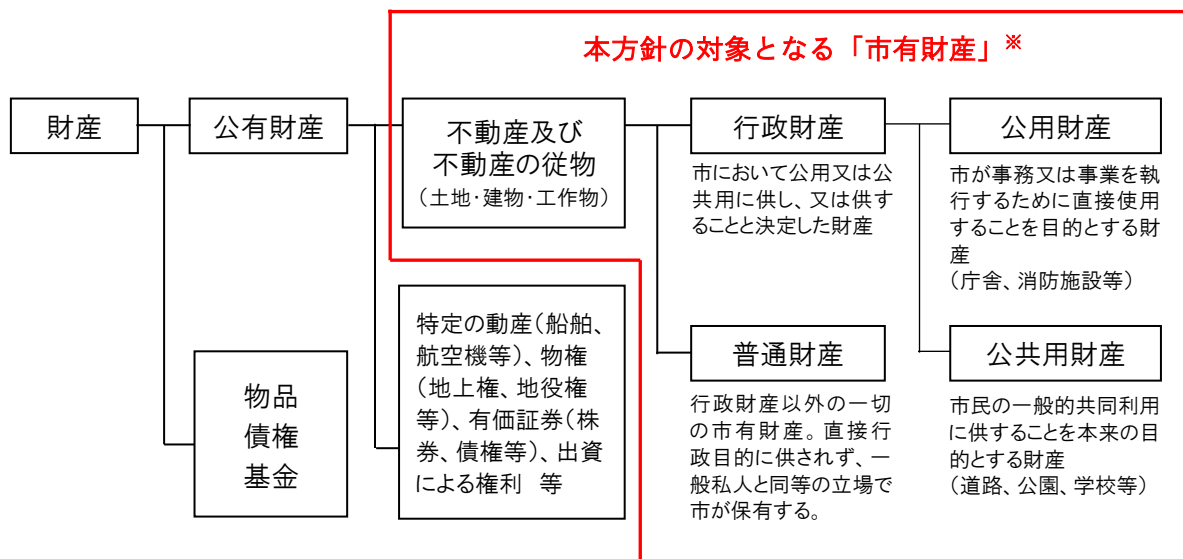 本方針の対象となる「市有財産」※
財産
公有財産
不動産及び
不動産の従物
（土地・建物・工作物）
行政財産
市において公用又は公
共用に供し、又は供す
ることと決定した財産
公用財産
市が事務又は事業を執
行するために直接使用
することを目的とする財
産
（庁舎、消防施設等）
物品
債権
基金
特定の動産（船舶、
航空機等）、物権
（地上権、地役権
等）、有価証券（株
券、債権等）、出資
による権利　等
普通財産
行政財産以外の一切
の市有財産。直接行
政目的に供されず、一
般私人と同等の立場で
市が保有する。
公共用財産
市民の一般的共同利用
に供することを本来の目
的とする財産
（道路、公園、学校等）